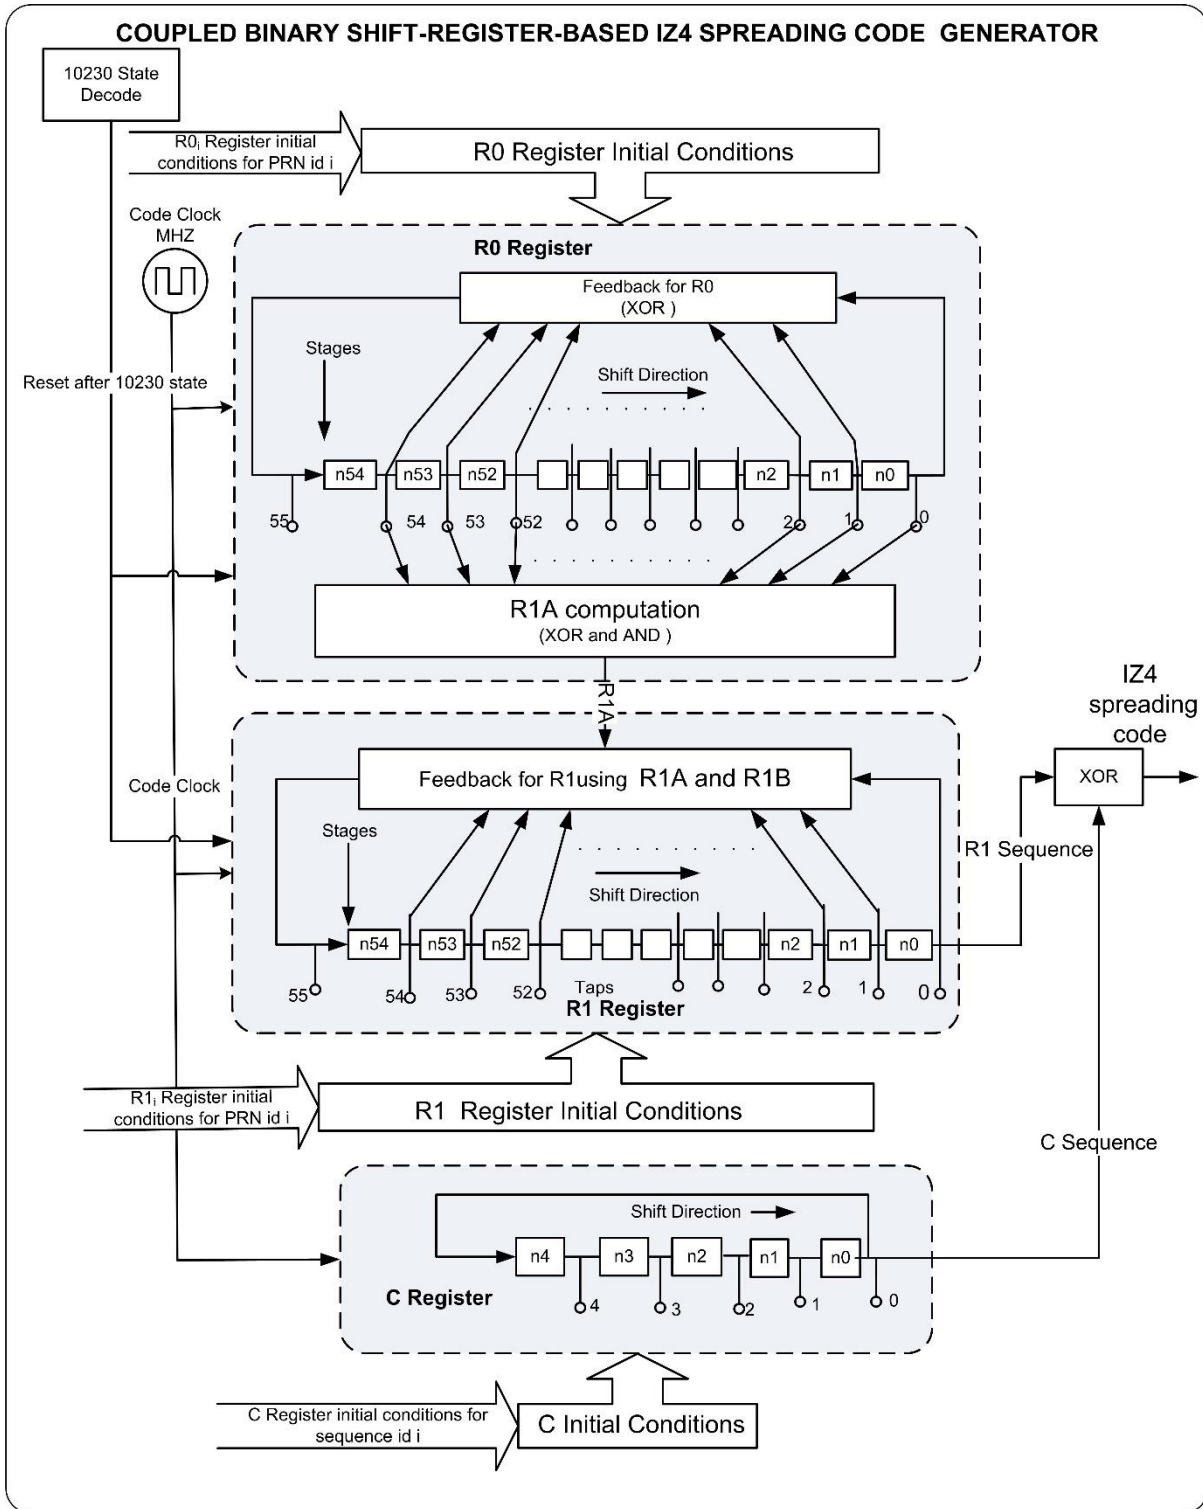 COUPLED BINARY SHIFT-REGISTER-BASED IZ4 SPREADING CODE GENERATOR
10230 State
Decode
R0i Register initial
conditions for PRN id i
R0 Register Initial Conditions
Code Clock
MHZ
R0 Register
Feedback for R0
(XOR )
Stages
Shift Direction
Reset after 10230 state
n54
n53
n52
n2
n1
n0
55
54
53
52
2
1
0
R1A computation
(XOR and AND )
R1A
IZ4
spreading
code
XOR
Feedback for R1using R1A and R1B
Code Clock
Stages
Shift Direction
R1 Sequence
n54
n53
n52
n2
n1
n0
55
54
53
52
Taps
2
1
0
R1 Register
R1i Register initial
conditions for PRN id i
R1 Register Initial Conditions
C Sequence
Shift Direction
n4
n3
n2
n1
n0
C Register
4
3
2
1
0
C Register initial conditions for
sequence id i
C Initial Conditions